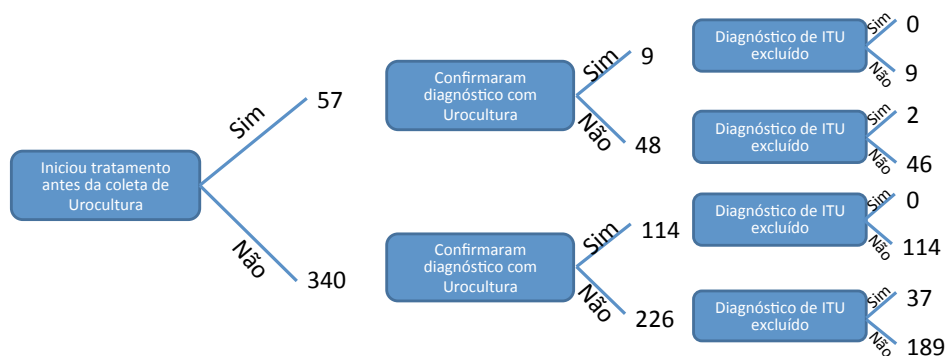 Iniciou tratamento
antes da coleta de
Urocultura
Sim
57
Não
340
Confirmaram
diagnóstico com
Urocultura
Sim
9
Não
48
Confirmaram
diagnóstico com
Urocultura
Sim
114
Não
226
Diagnóstico de ITU
excluído
Sim
0
Não
9
Diagnóstico de ITU
excluído
Sim
2
Não
46
Diagnóstico de ITU
excluído
Sim
0
Não
114
Diagnóstico de ITU
excluído
Sim
37
Não
189